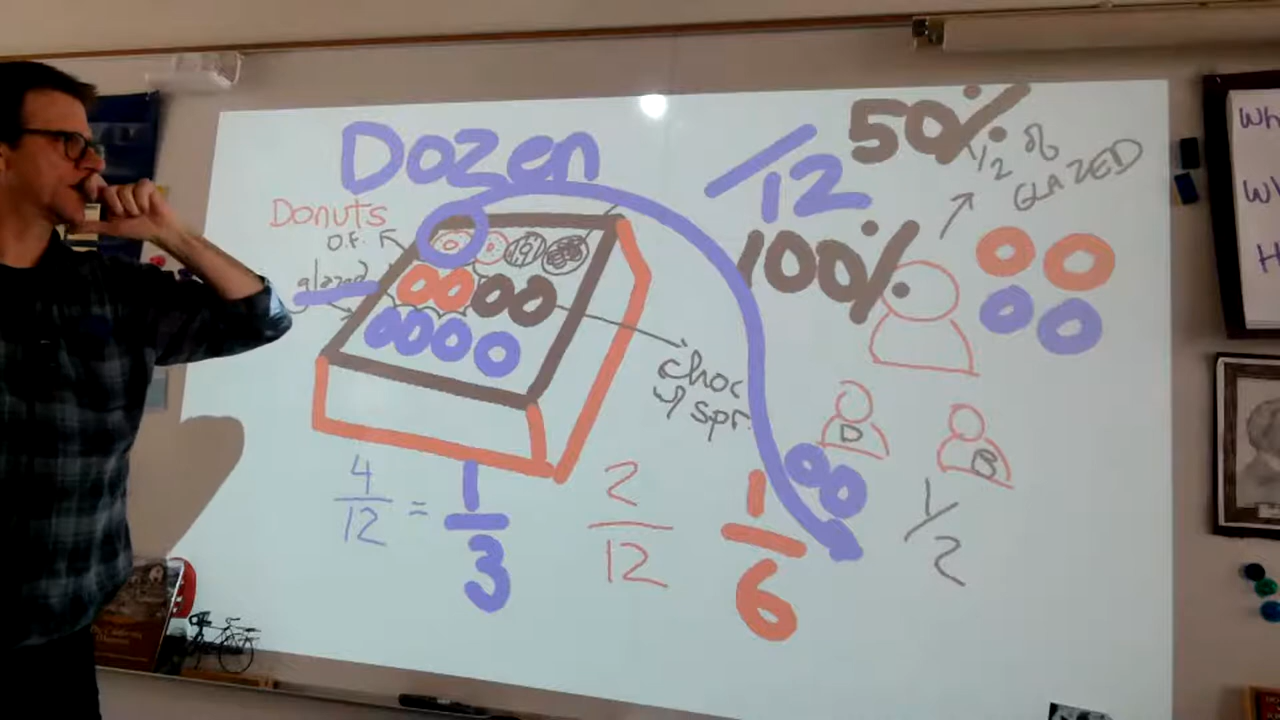 Dozen
/12
50%
1/2 of
GLAZED
Donuts
O.F.
glazed
100%
choc
w/ spr.
D
B
4/12 = 1/3
2/12
1/6
1/2
Wh
W
H